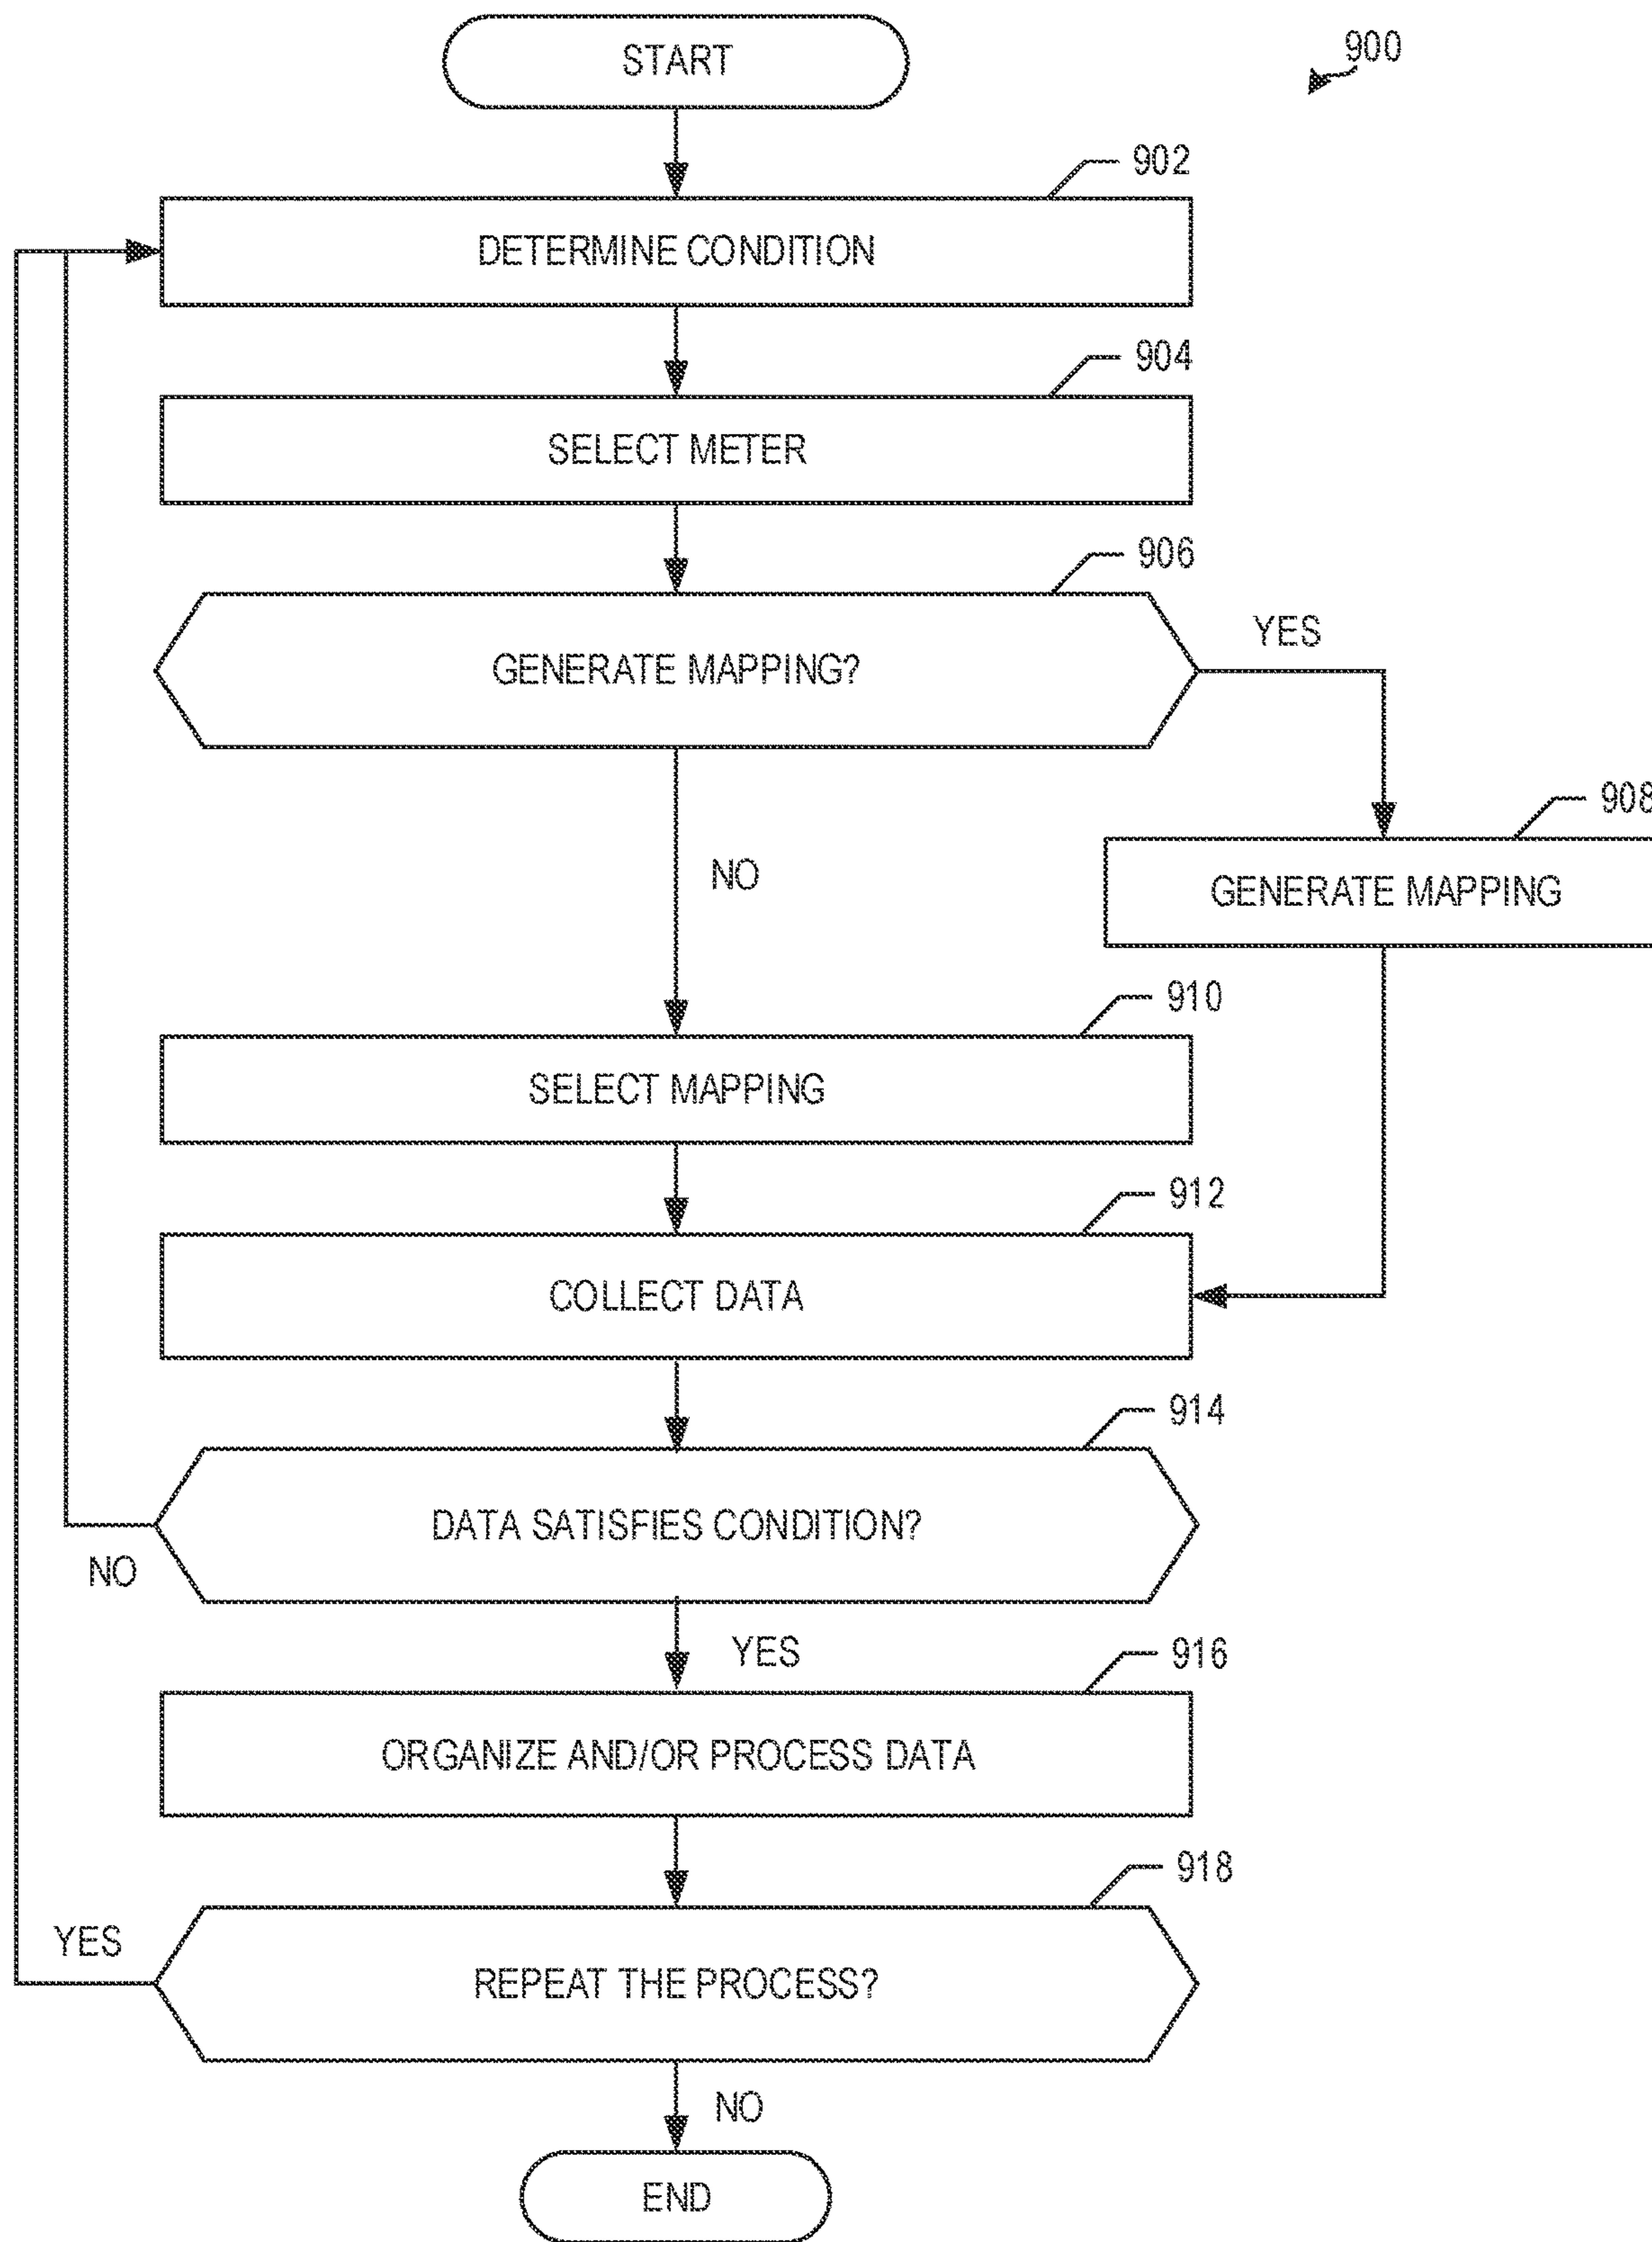 START
900
902
DETERMINE CONDITION
904
SELECT METER
906
GENERATE MAPPING?
YES
908
GENERATE MAPPING
NO
910
SELECT MAPPING
912
COLLECT DATA
914
DATA SATISFIES CONDITION?
NO
YES
916
ORGANIZE AND/OR PROCESS DATA
918
YES
REPEAT THE PROCESS?
NO
END